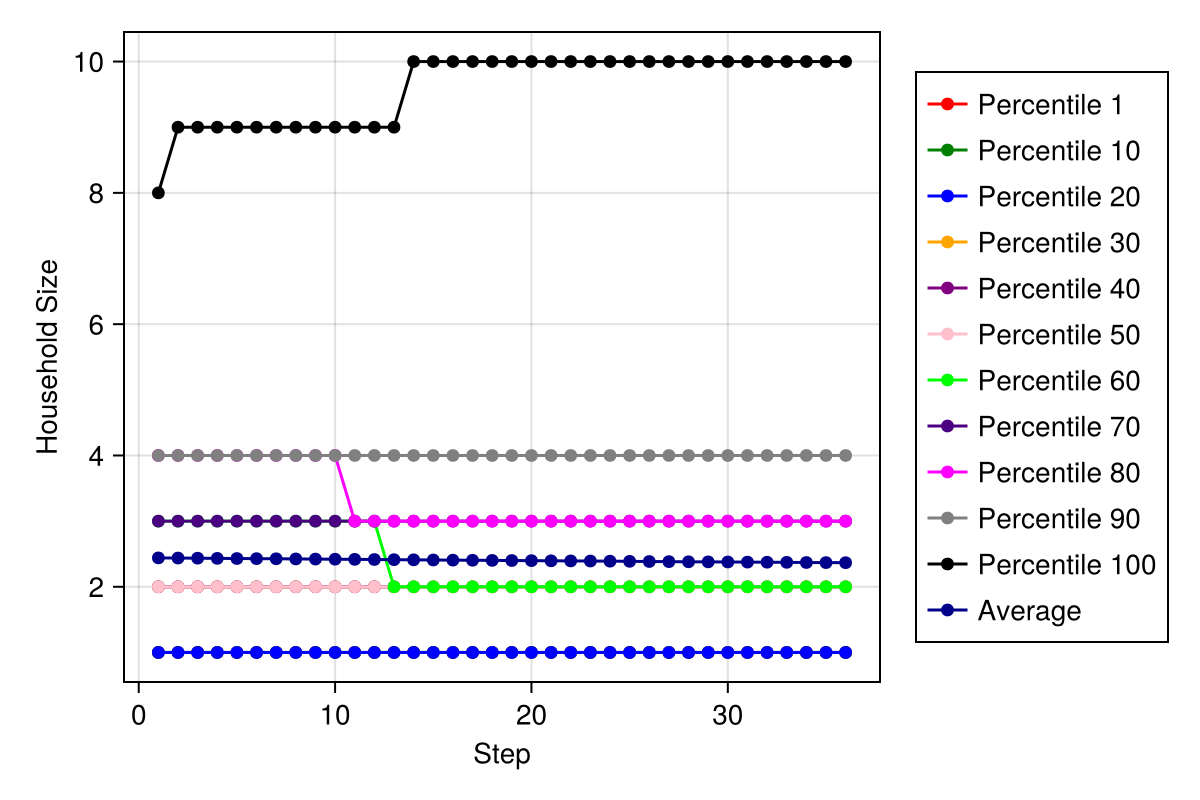 10
8
6
4
2
Household Size
0
10
20
30
Step
Percentile 1
Percentile 10
Percentile 20
Percentile 30
Percentile 40
Percentile 50
Percentile 60
Percentile 70
Percentile 80
Percentile 90
Percentile 100
Average